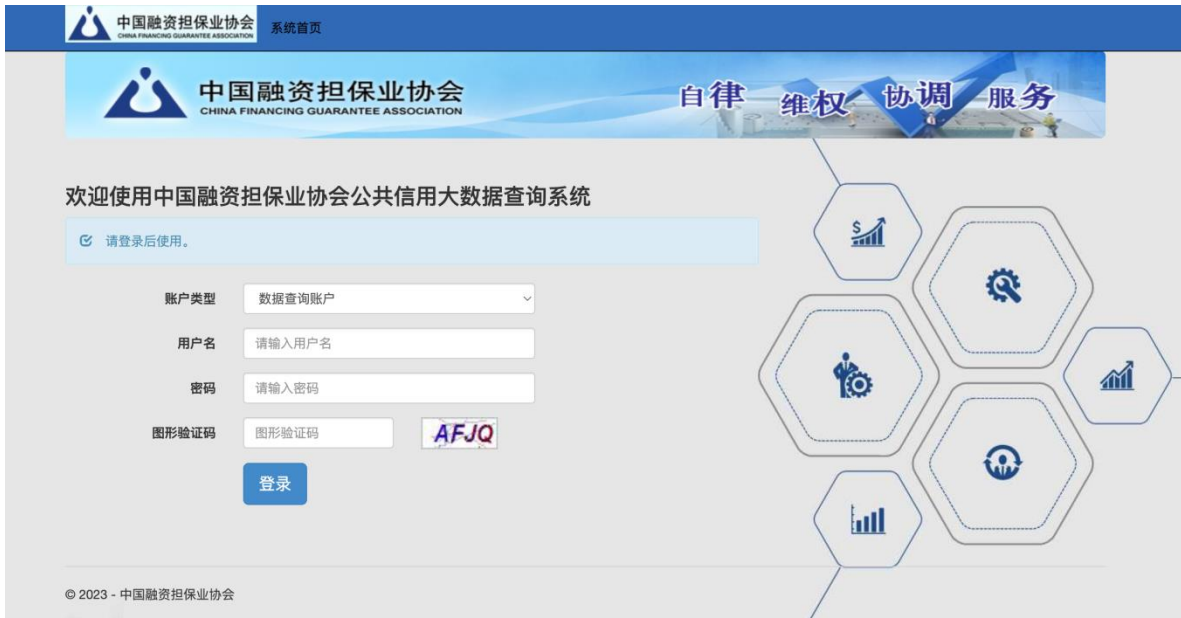 中国融资担保业协会
CHINA FINANCING GUARANTEE ASSOCIATION
系统首页
中国融资担保业协会
CHINA FINANCING GUARANTEE ASSOCIATION
自律 维权 协调 服务
欢迎使用中国融资担保业协会公共信用大数据查询系统
请登录后使用。
账户类型 数据查询账户
用户名 请输入用户名
密码 请输入密码
图形验证码 图形验证码 AFJQ
登录
© 2023 - 中国融资担保业协会